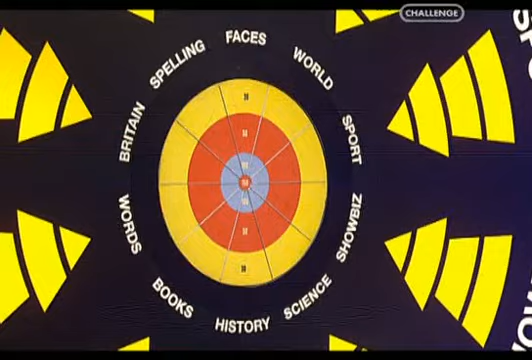 CHALLENGE
FACES
WORLD
SPORT
SHOWBIZ
SCIENCE
HISTORY
BOOKS
WORDS
BRITAIN
SPELLING